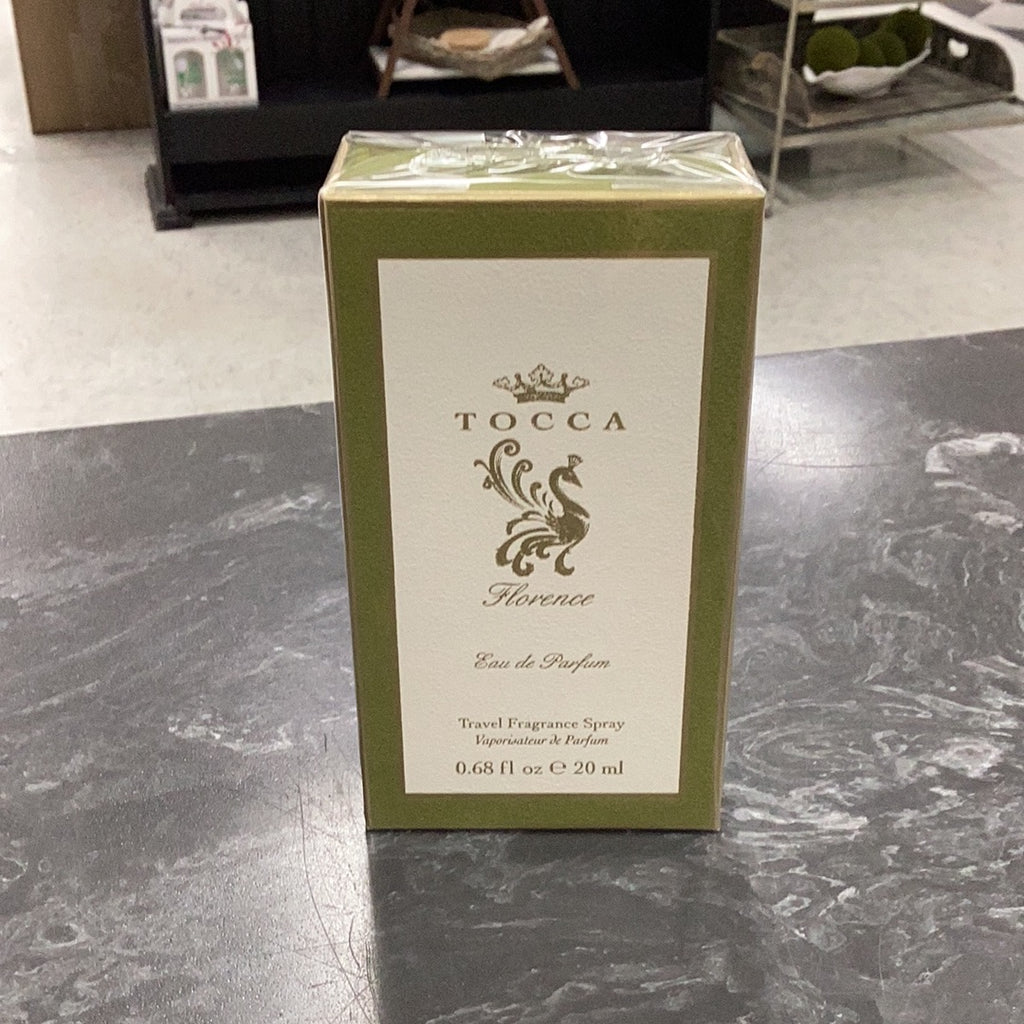 TOCCA
Florence
Eau de Parfum
Travel Fragrance Spray
Vaporisateur de Parfum
0.68 fl oz ℮ 20 ml